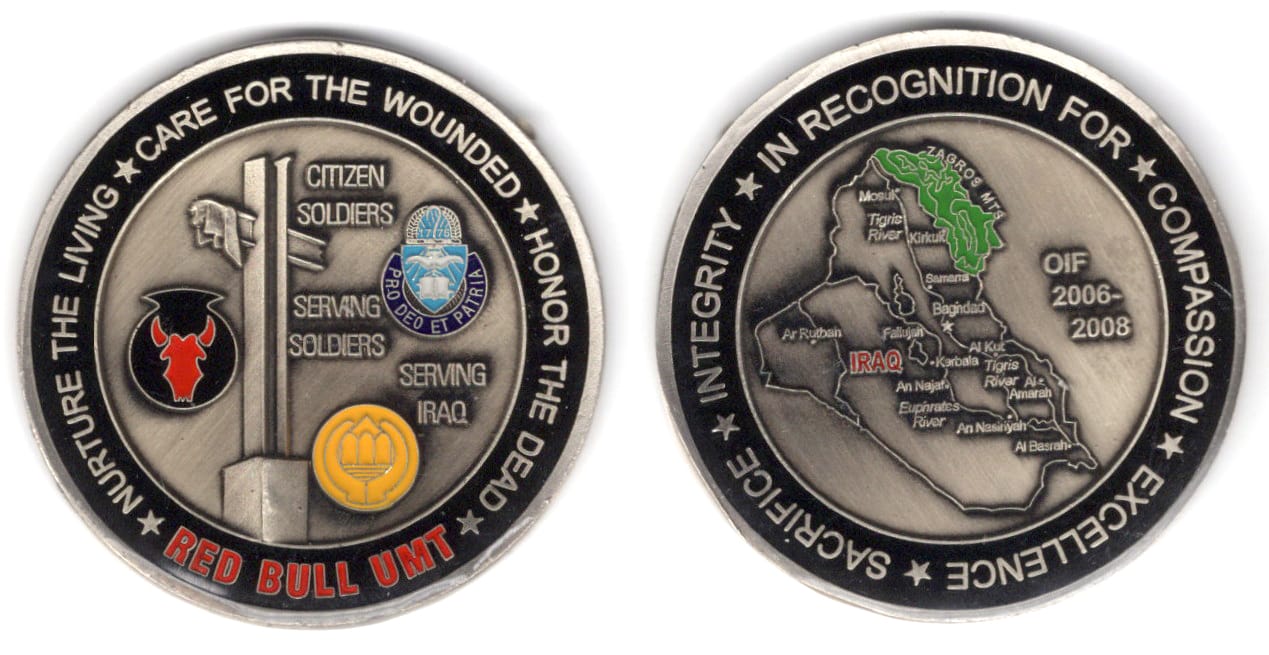 NURTURE THE LIVING ★ CARE FOR THE WOUNDED ★ HONOR THE DEAD
★ RED BULL UMT ★
CITIZEN
SOLDIERS
1775
PRO DEO ET PATRIA
SERVING
SOLDIERS
SERVING
IRAQ
★ IN RECOGNITION FOR ★ COMPASSION ★ EXCELLENCE ★ SACRIFICE ★ INTEGRITY
ZAGROS MTS
Mosul
Tigris
River
Kirkuk
Samarra
Baghdad
OIF
2006-
2008
Ar Rutbah
Fallujah
Al Kut
IRAQ
Kerbala
Tigris
River
An Najaf
Al-
Amarah
Euphrates
River
An Nasiriyah
Al Basrah